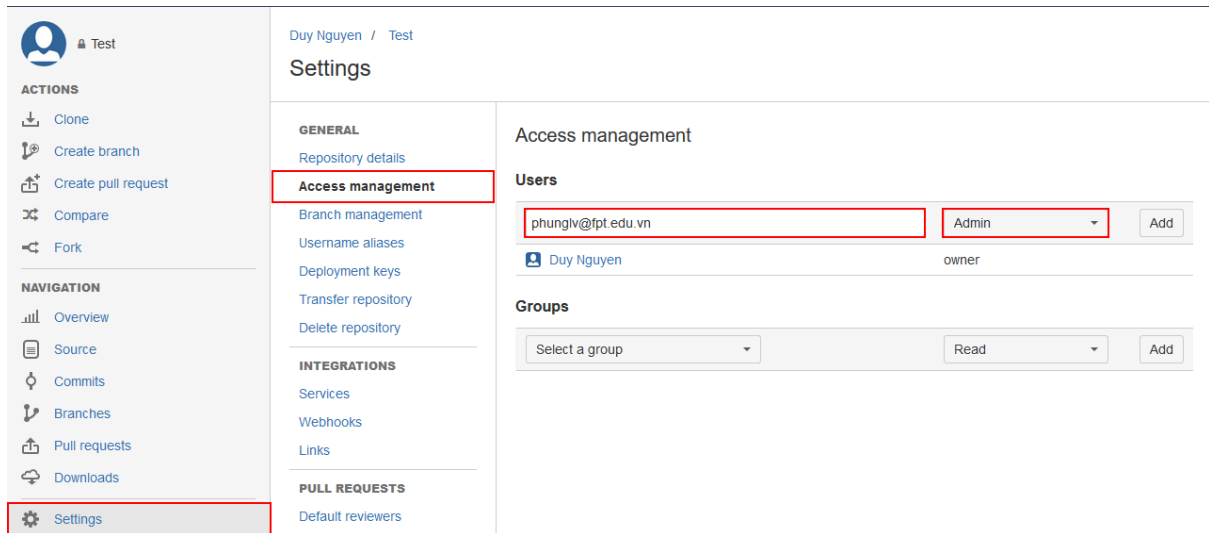 Test
ACTIONS
Clone
Create branch
Create pull request
Compare
Fork
NAVIGATION
Overview
Source
Commits
Branches
Pull requests
Downloads
Settings
Duy Nguyen / Test
Settings
GENERAL
Repository details
Access management
Branch management
Username aliases
Deployment keys
Transfer repository
Delete repository
INTEGRATIONS
Services
Webhooks
Links
PULL REQUESTS
Default reviewers
Access management
Users
phunglv@fpt.edu.vn Admin Add
Duy Nguyen owner
Groups
Select a group Read Add